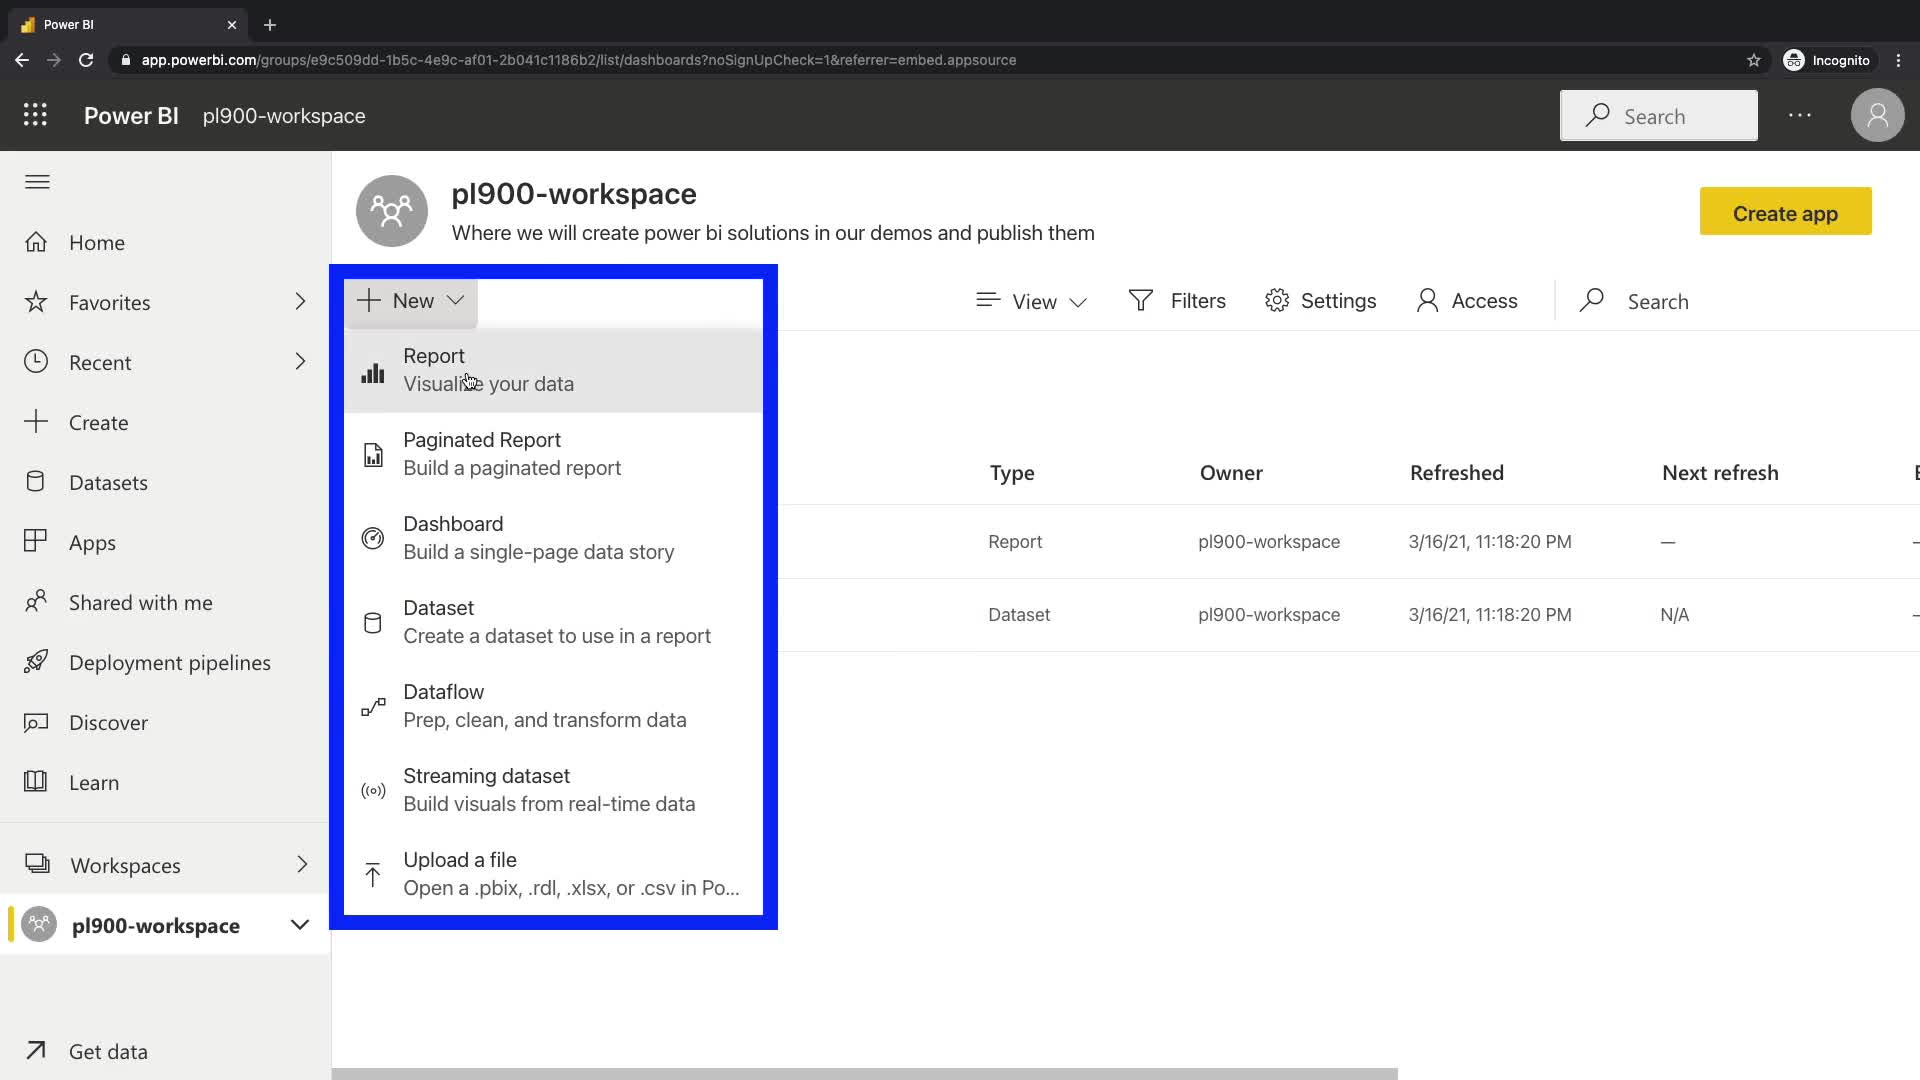 Power BI
app.powerbi.com/groups/e9c509dd-1b5c-4e9c-af01-2b041c1186b2/list/dashboards?noSignUpCheck=1&referrer=embed.appsource
Incognito
Power BI pl900-workspace
Search
Home
Favorites
Recent
Create
Datasets
Apps
Shared with me
Deployment pipelines
Discover
Learn
Workspaces
pl900-workspace
Get data
pl900-workspace
Where we will create power bi solutions in our demos and publish them
Create app
New
View Filters Settings Access Search
Report
Visualize your data
Paginated Report
Build a paginated report
Dashboard
Build a single-page data story
Dataset
Create a dataset to use in a report
Dataflow
Prep, clean, and transform data
Streaming dataset
Build visuals from real-time data
Upload a file
Open a .pbix, .rdl, .xlsx, or .csv in Po...
Type Owner Refreshed Next refresh
Report pl900-workspace 3/16/21, 11:18:20 PM —
Dataset pl900-workspace 3/16/21, 11:18:20 PM N/A